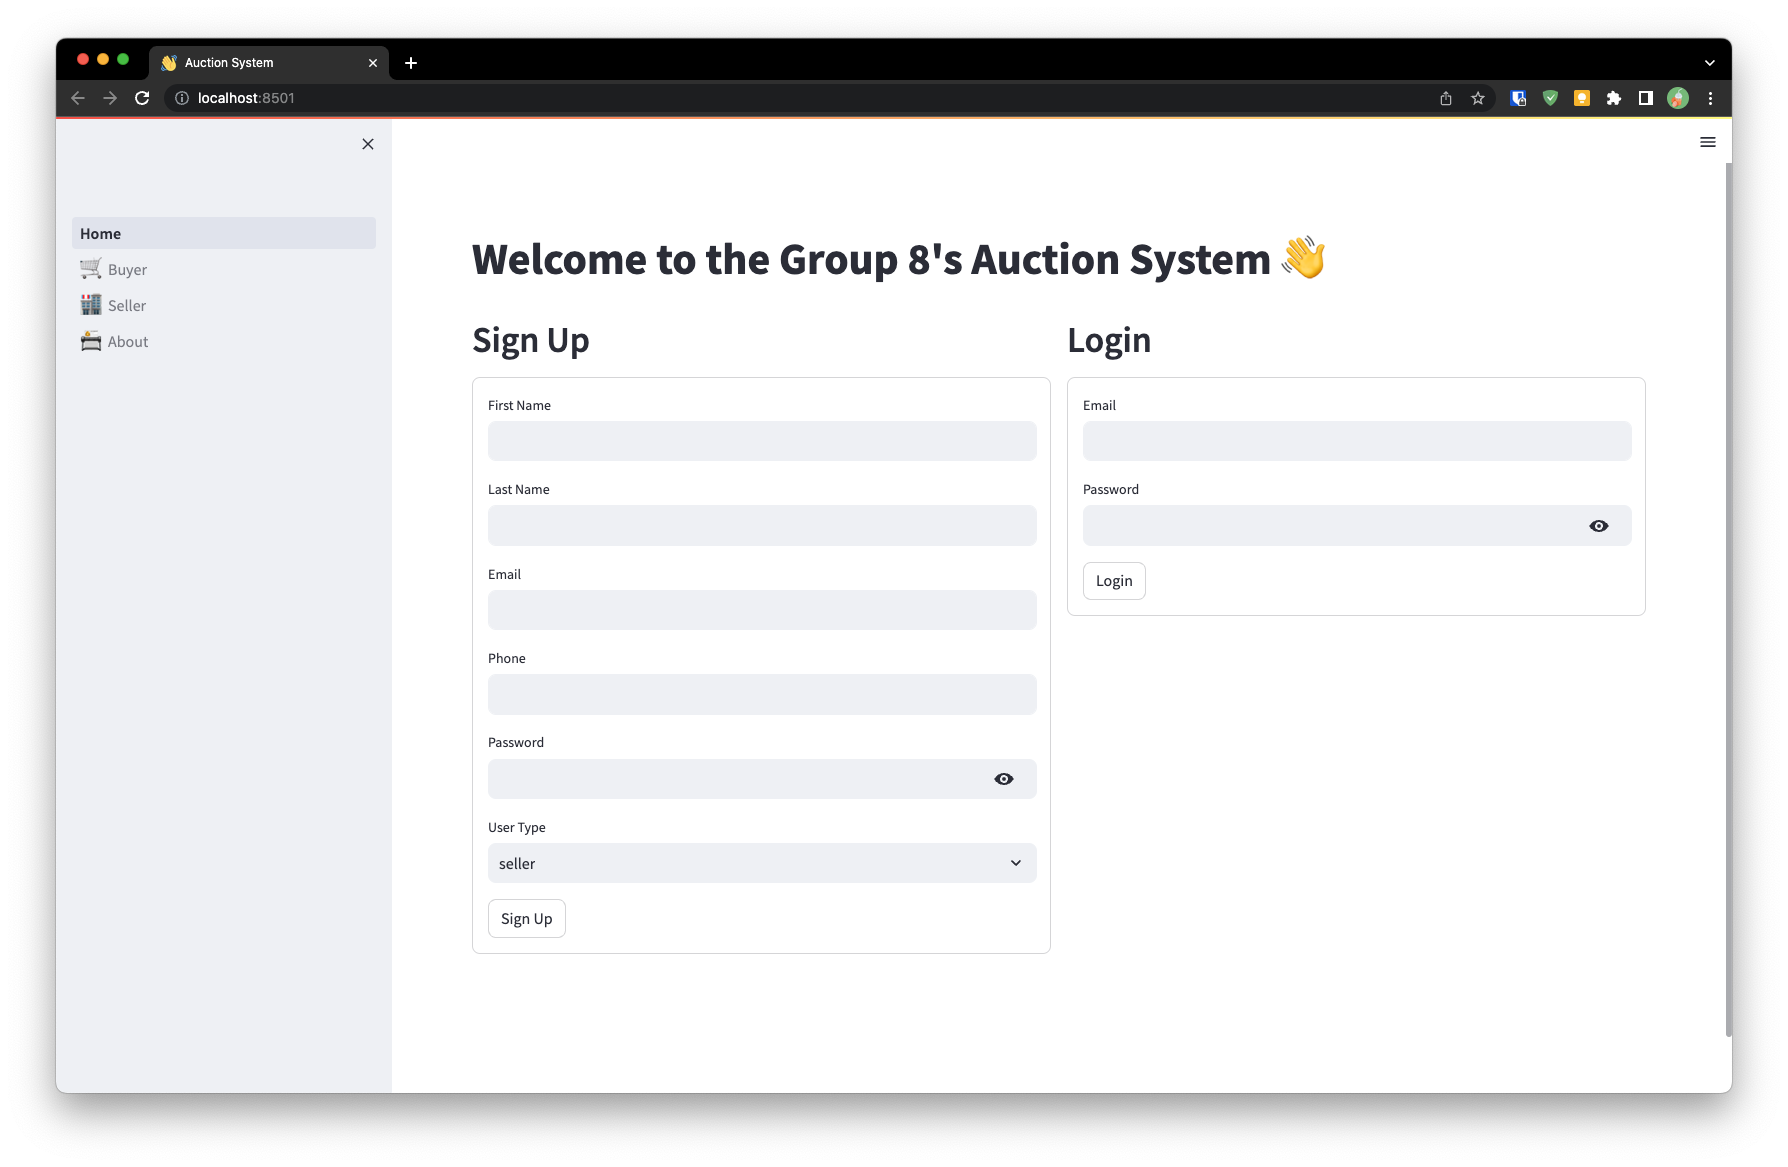 Auction System
localhost:8501
Home
Buyer
Seller
About
Welcome to the Group 8's Auction System 👋
Sign Up
First Name
Last Name
Email
Phone
Password
User Type
seller
Sign Up
Login
Email
Password
Login